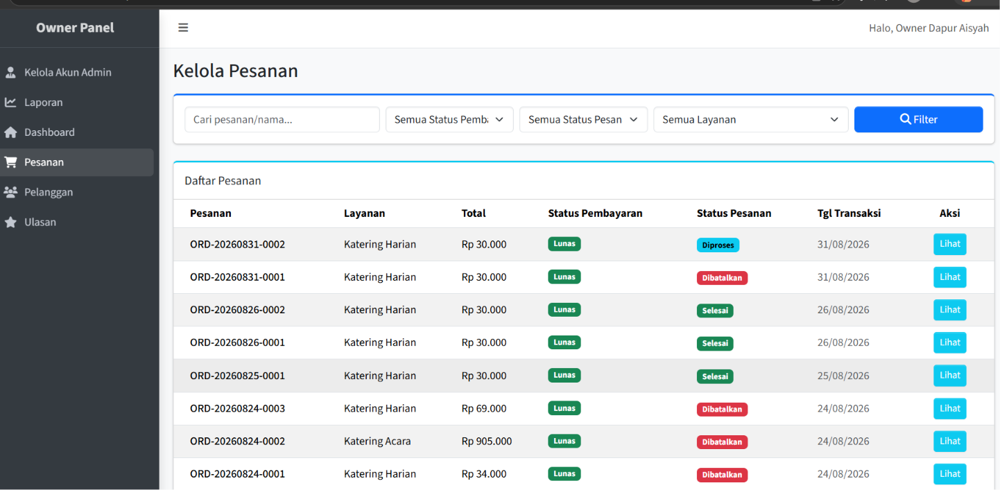 Owner Panel
Halo, Owner Dapur Aisyah
Kelola Akun Admin
Laporan
Dashboard
Pesanan
Pelanggan
Ulasan
Kelola Pesanan
Cari pesanan/nama... Semua Status Pemb Semua Status Pesan Semua Layanan Filter
Daftar Pesanan
Pesanan Layanan Total Status Pembayaran Status Pesanan Tgl Transaksi Aksi
ORD-20260831-0002 Katering Harian Rp 30.000 Lunas Diproses 31/08/2026 Lihat
ORD-20260831-0001 Katering Harian Rp 30.000 Lunas Dibatalkan 31/08/2026 Lihat
ORD-20260826-0002 Katering Harian Rp 30.000 Lunas Selesai 26/08/2026 Lihat
ORD-20260826-0001 Katering Harian Rp 30.000 Lunas Selesai 26/08/2026 Lihat
ORD-20260825-0001 Katering Harian Rp 30.000 Lunas Selesai 25/08/2026 Lihat
ORD-20260824-0003 Katering Harian Rp 69.000 Lunas Dibatalkan 24/08/2026 Lihat
ORD-20260824-0002 Katering Acara Rp 905.000 Lunas Dibatalkan 24/08/2026 Lihat
ORD-20260824-0001 Katering Harian Rp 34.000 Lunas Dibatalkan 24/08/2026 Lihat